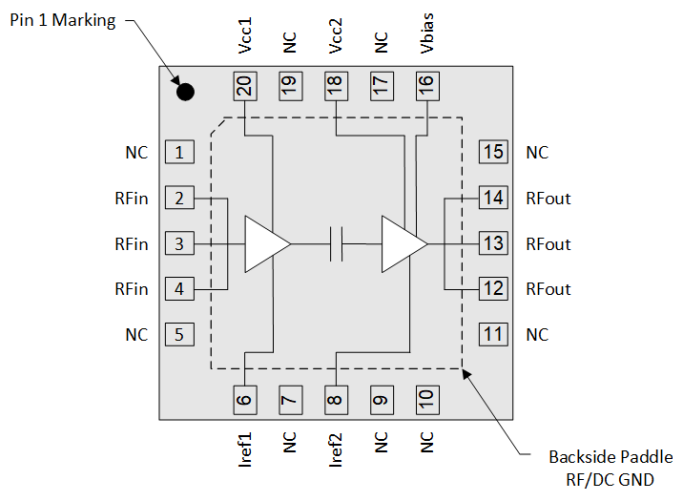 Pin 1 Marking
Vcc1
NC
Vcc2
NC
Vbias
20
19
18
17
16
NC
1
15
NC
RFin
2
14
RFout
RFin
3
13
RFout
RFin
4
12
RFout
NC
5
11
NC
6
7
8
9
10
Iref1
NC
Iref2
NC
NC
Backside Paddle
RF/DC GND